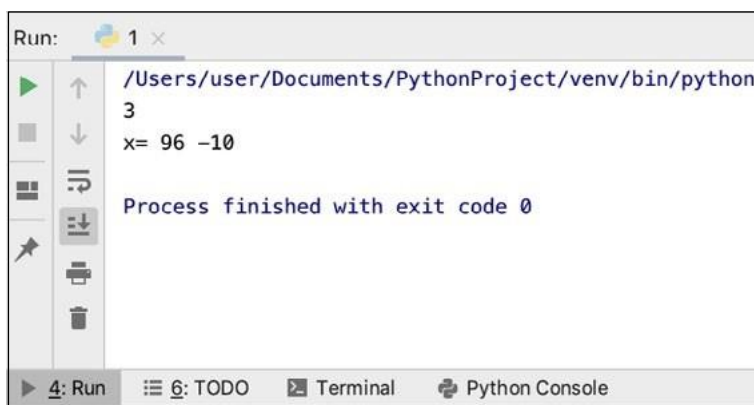 Run: 1
/Users/user/Documents/PythonProject/venv/bin/python
3
x= 96 -10
Process finished with exit code 0
4: Run 6: TODO Terminal Python Console